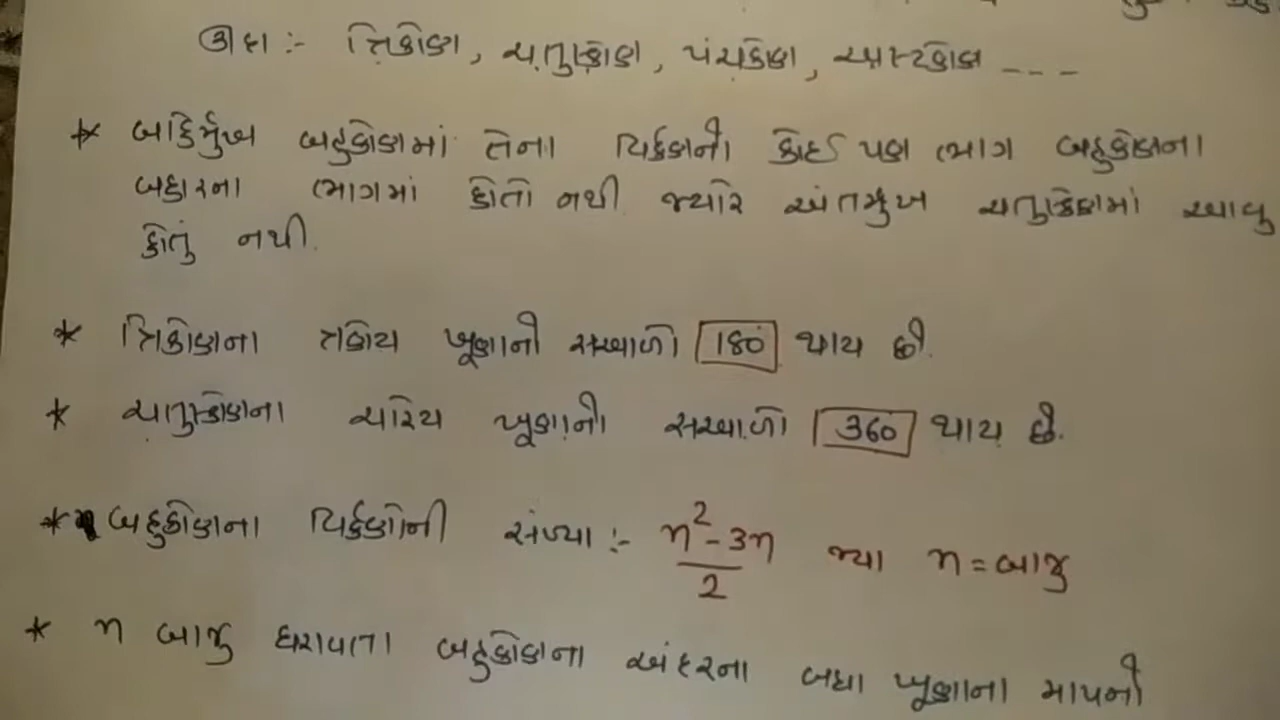 ઉદા :- ત્રિકોણ, ચતુષ્કોણ, પંચકોણ, અષ્ટકોણ ---
* બહિર્મુખ બહુકોણમાં તેના વિકર્ણનો કોઈ પણ ભાગ બહુકોણના
બહારના ભાગમાં હોતો નથી જ્યારે અંતર્મુખ ચતુષ્કોણમાં આવુ
હોતું નથી.
* ત્રિકોણના ત્રણેય ખૂણાનો સરવાળો 180 થાય છે.
* ચતુષ્કોણના ચારેય ખૂણાનો સરવાળો 360 થાય છે.
* બહુકોણના વિકર્ણોની સંખ્યા :- n² - 3n / 2 જ્યા n = બાજુ
* n બાજુ ધરાવતા બહુકોણના અંદરના બધા ખૂણાના માપનો